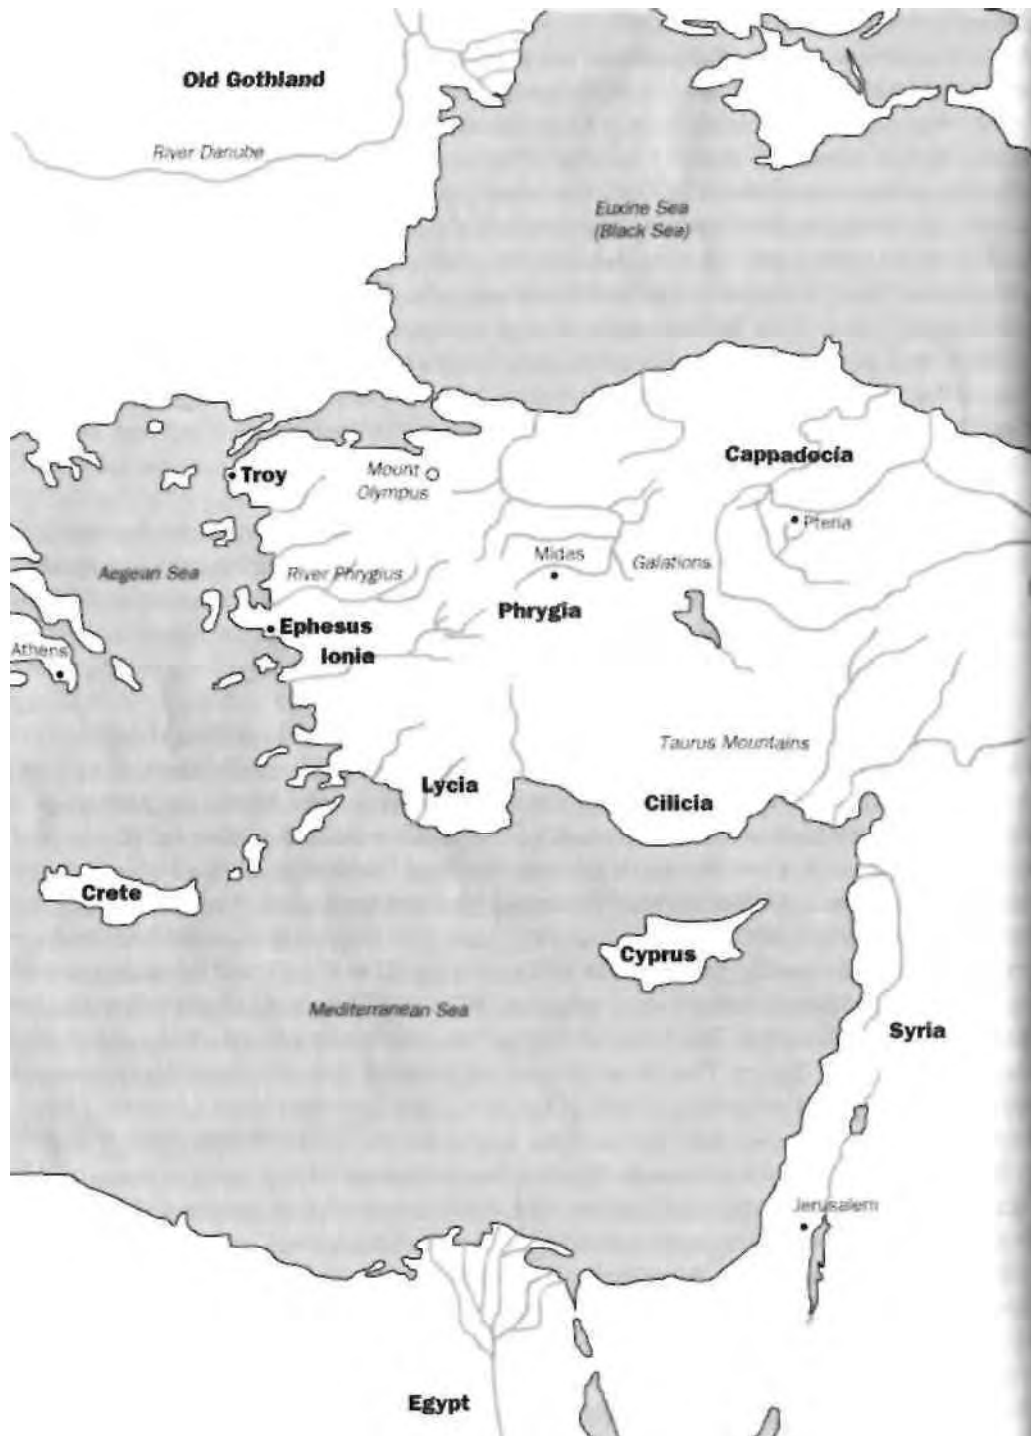 Old Gothland
River Danube
Euxine Sea
(Black Sea)
Cappadocia
Troy
Mount
Olympus
Pteria
Midas
Galations
Aegean Sea
River Phrygius
Phrygia
Ephesus
Ionia
Athens
Taurus Mountains
Lycia
Cilicia
Crete
Cyprus
Mediterranean Sea
Syria
Jerusalem
Egypt